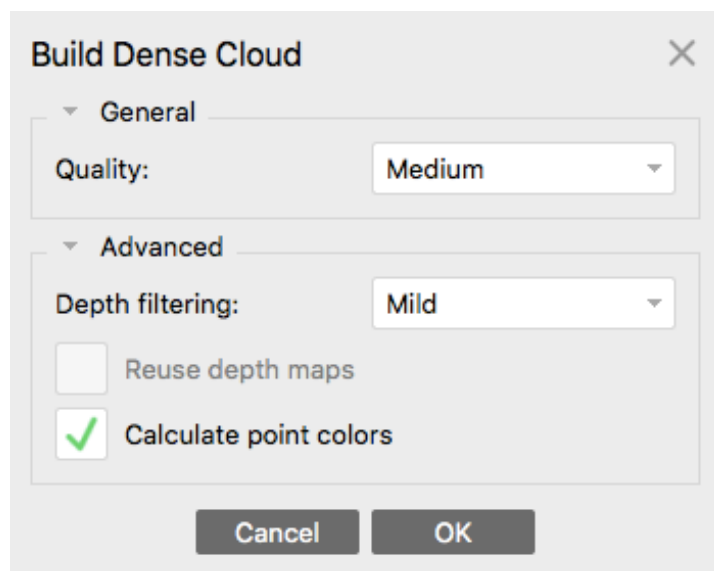 Build Dense Cloud
General
Quality: Medium
Advanced
Depth filtering: Mild
Reuse depth maps
Calculate point colors
Cancel OK